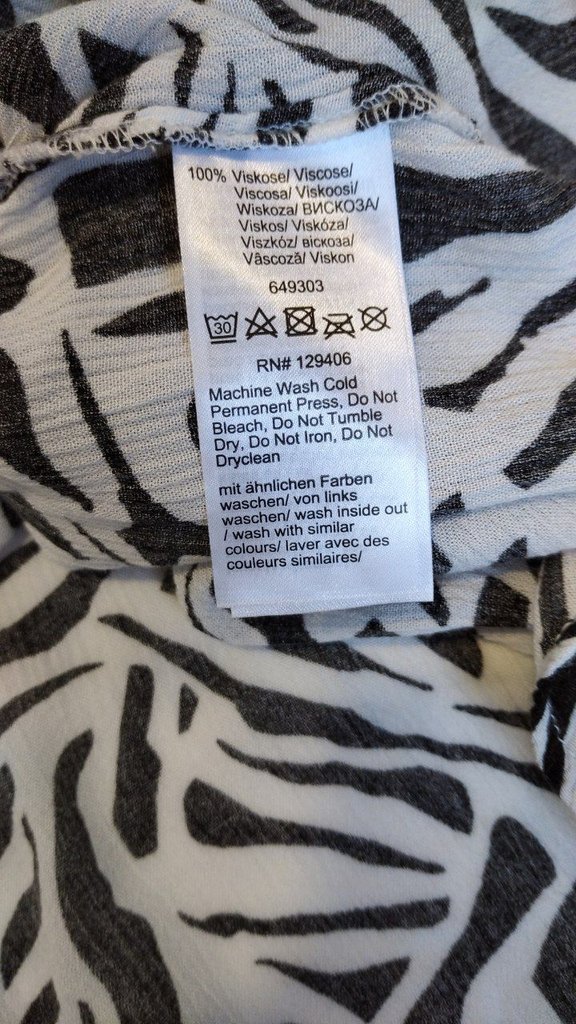 100% Viskose/ Viscose/
Viscosa/ Viskoosi/
Wiskoza/ ВИСКОЗА/
Viskos/ Viskóza/
Viszkóz/ віскоза/
Vâscoză/ Viskon
649303
30
RN# 129406
Machine Wash Cold
Permanent Press, Do Not
Bleach, Do Not Tumble
Dry, Do Not Iron, Do Not
Dryclean
mit ähnlichen Farben
waschen/ von links
waschen/ wash inside out
/ wash with similar
colours/ laver avec des
couleurs similaires/